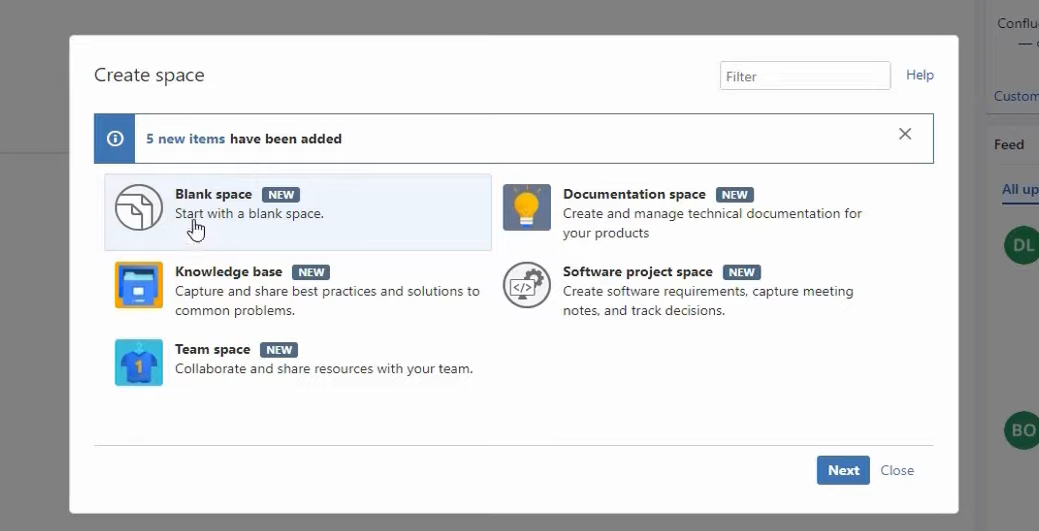 Create space
Filter
Help
5 new items have been added
Blank space NEW
Start with a blank space.
Documentation space NEW
Create and manage technical documentation for
your products
Knowledge base NEW
Capture and share best practices and solutions to
common problems.
Software project space NEW
Create software requirements, capture meeting
notes, and track decisions.
Team space NEW
1
Collaborate and share resources with your team.
Next
Close
Conflu
—
Custom
Feed
All up
DL
BO